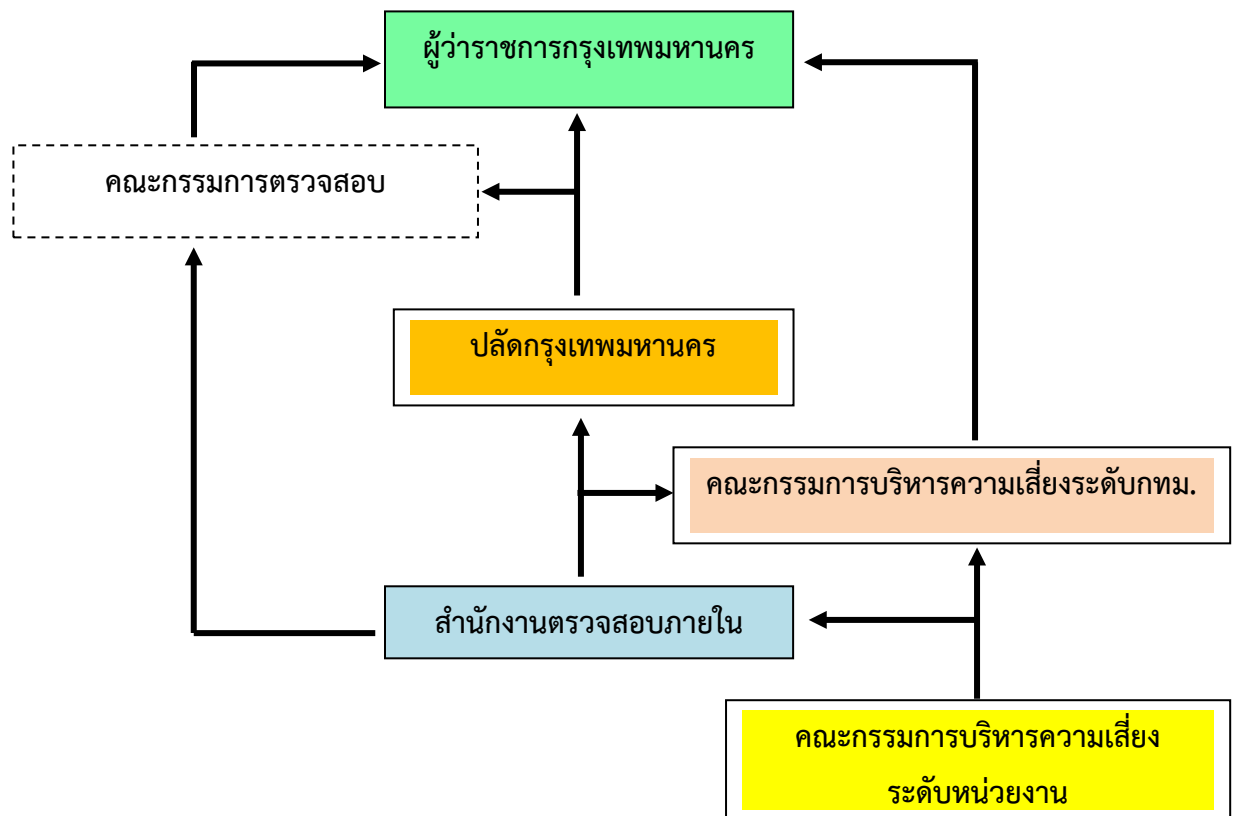 ผู้ว่าราชการกรุงเทพมหานคร
คณะกรรมการตรวจสอบ
ปลัดกรุงเทพมหานคร
คณะกรรมการบริหารความเสี่ยงระดับกทม.
สำนักงานตรวจสอบภายใน
คณะกรรมการบริหารความเสี่ยง
ระดับหน่วยงาน